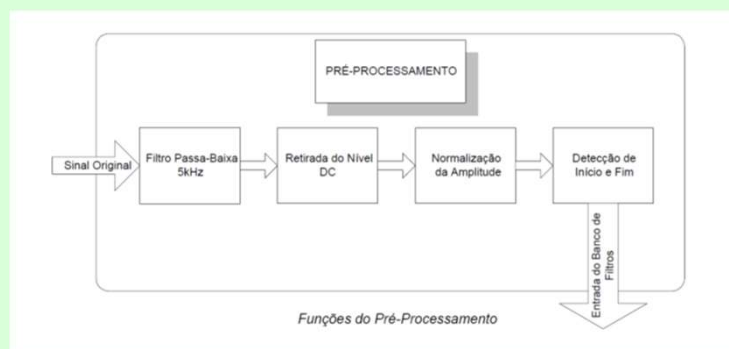 PRÉ-PROCESSAMENTO
Sinal Original
Filtro Passa-Baixa
5kHz
Retirada do Nível
DC
Normalização
da Amplitude
Detecção de
Início e Fim
Entrada do Banco de
Filtros
Funções do Pré-Processamento